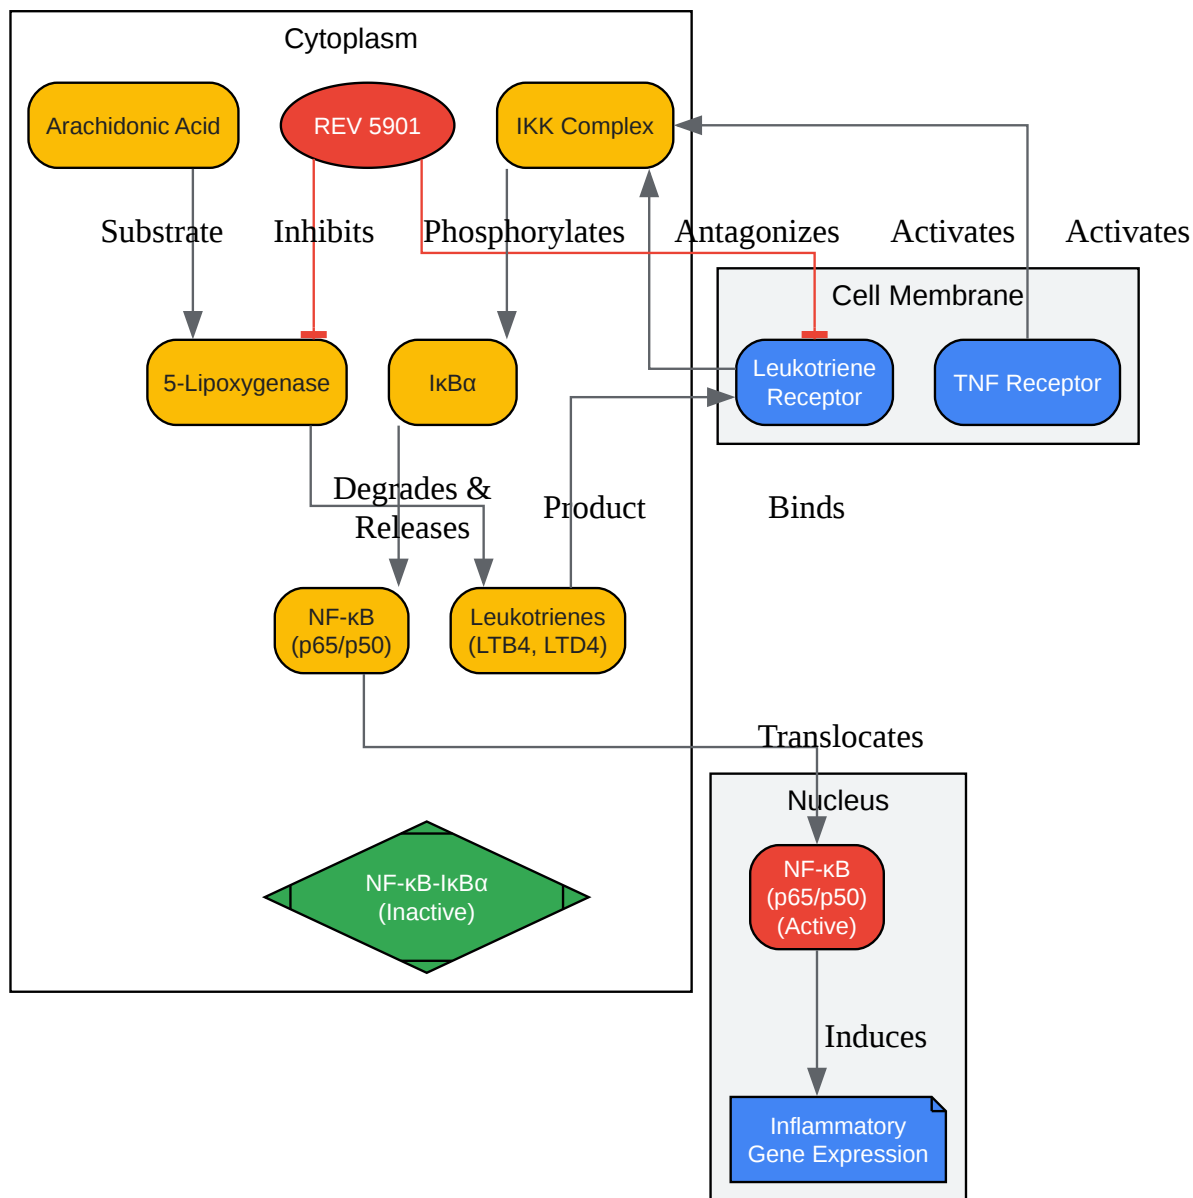 Cytoplasm
Arachidonic Acid
REV 5901
IKK Complex
Substrate
Inhibits
Phosphorylates
Antagonizes
Activates
Activates
Cell Membrane
5-Lipoxygenase
IκBα
Leukotriene
Receptor
TNF Receptor
Degrades &
Releases
Product
Binds
NF-κB
(p65/p50)
Leukotrienes
(LTB4, LTD4)
Translocates
Nucleus
NF-κB-IκBα
(Inactive)
NF-κB
(p65/p50)
(Active)
Induces
Inflammatory
Gene Expression